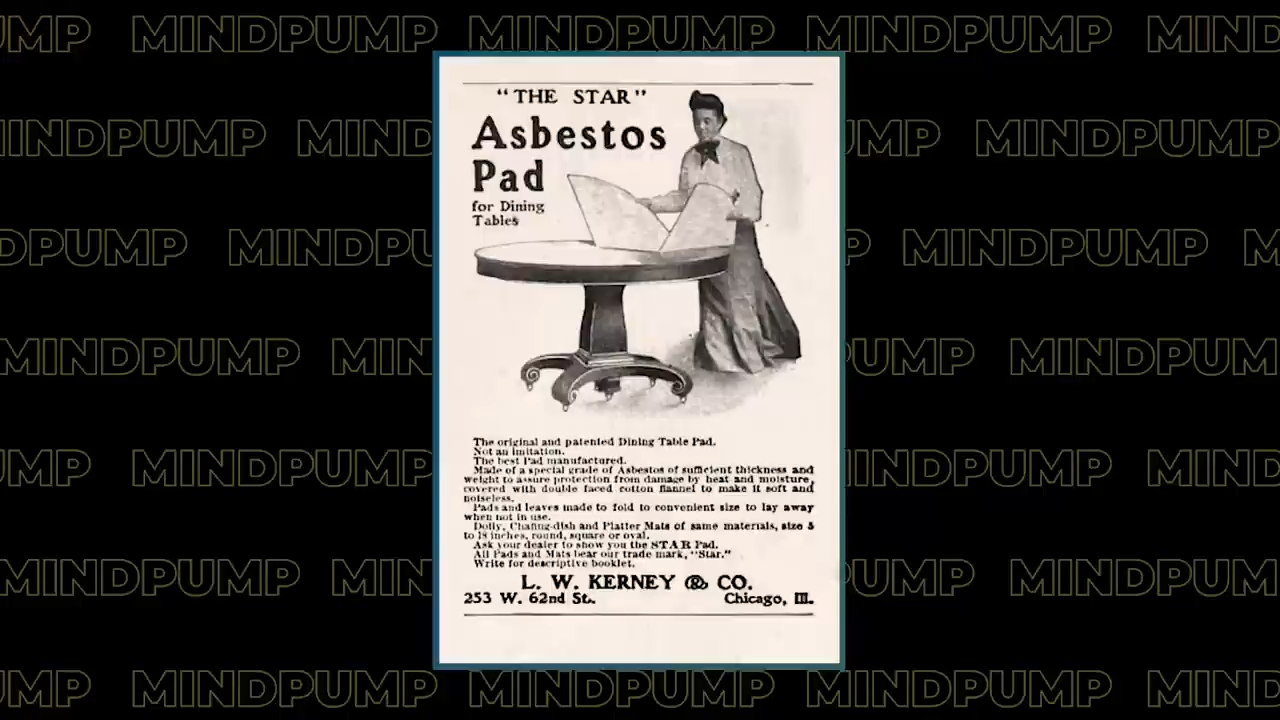 MINDPUMP MINDPUMP MINDPUMP MINDPUMP
"THE STAR"
Asbestos
Pad
for Dining
Tables
The original and patented Dining Table Pad.
Not an imitation.
The best Pad manufactured.
Made of a special grade of Asbestos of sufficient thickness and
weight to assure protection from damage by heat and moisture,
covered with double faced cotton flannel to make it soft and
noiseless.
Pads and leaves made to fold to convenient size to lay away
when not in use.
Doily, Chafing-dish and Platter Mats of same materials, size 5
to 18 inches, round, square or oval.
Ask your dealer to show you the STAR Pad.
All Pads and Mats bear our trade mark, "Star."
Write for descriptive booklet.
L. W. KERNEY & CO.
253 W. 62nd St. Chicago, Ill.